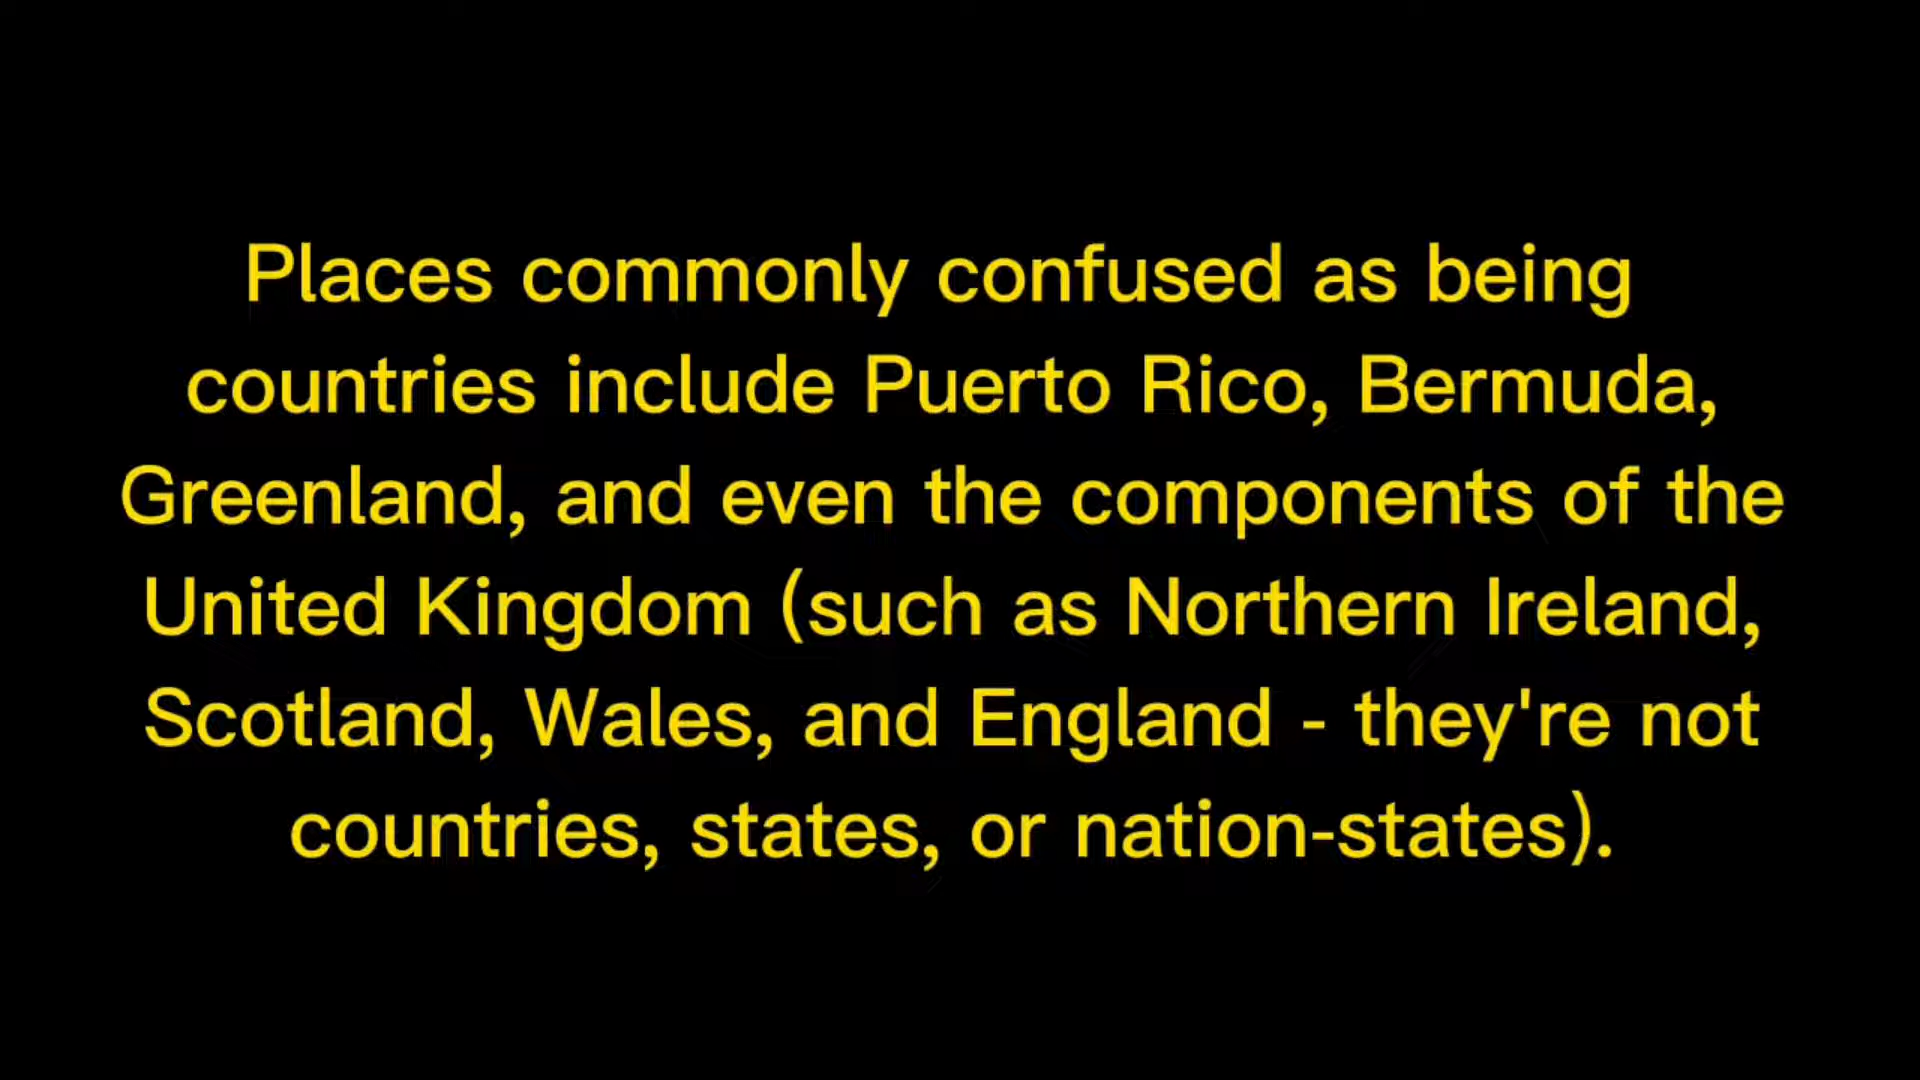 Places commonly confused as being
countries include Puerto Rico, Bermuda,
Greenland, and even the components of the
United Kingdom (such as Northern Ireland,
Scotland, Wales, and England - they're not
countries, states, or nation-states).